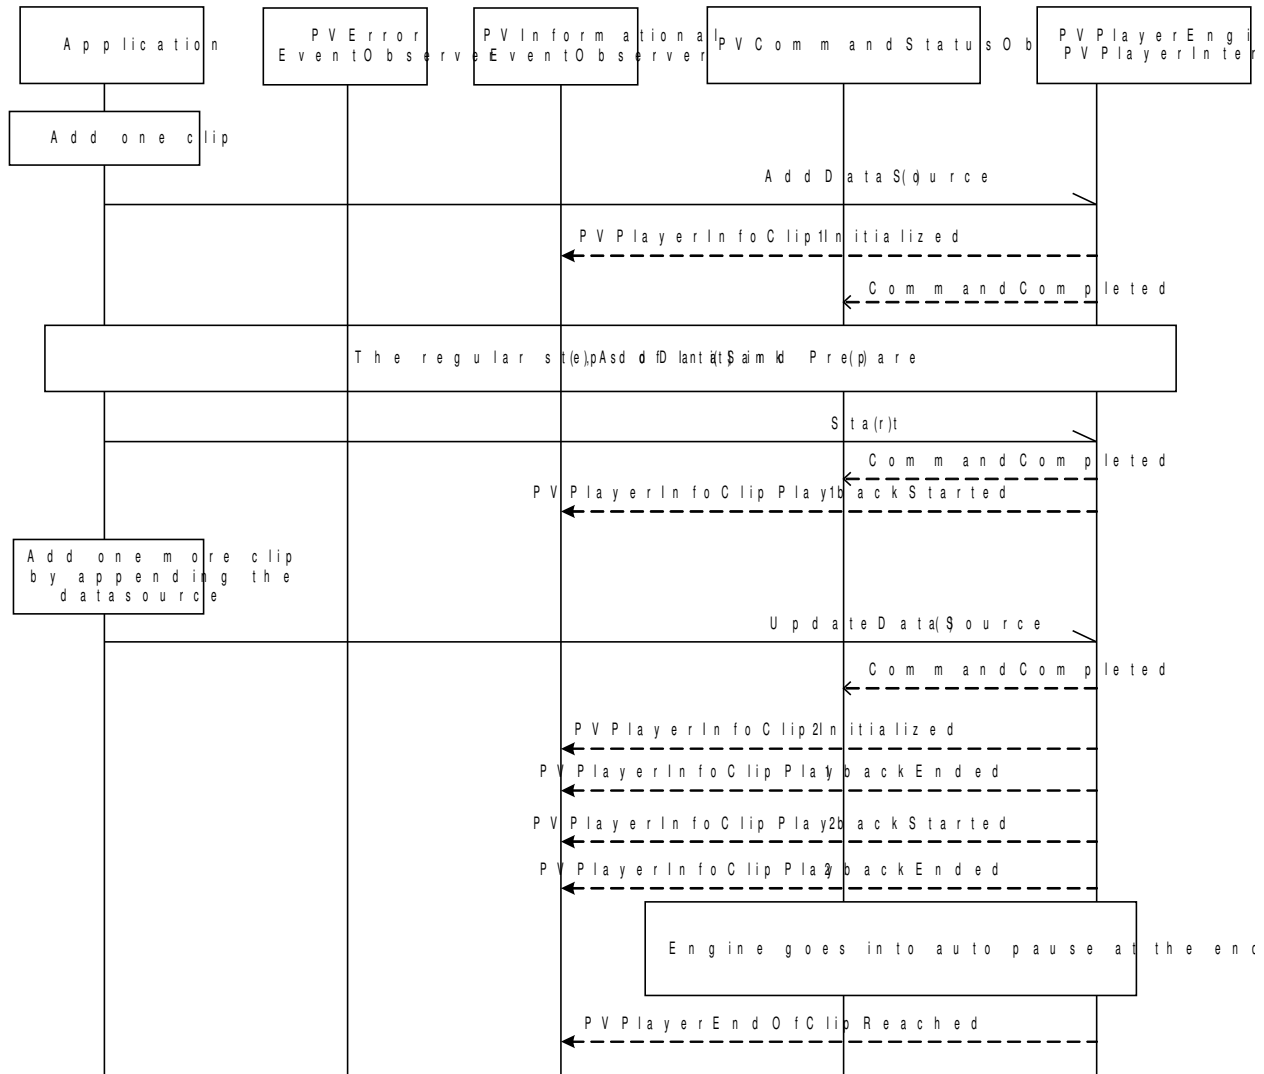 Application
PVError
EventObserver
PVInformational
EventObserver
PVCommandStatusOb
PVPlayerEngi
PVPlayerInter
Add one clip
AddDataSource()
PVPlayerInfoClip1Initialized
CommandCompleted
The regular steps of Init(), AddDataSink() and Prepare()
Start()
CommandCompleted
PVPlayerInfoClip1PlaybackStarted
Add one more clip
by appending the
datasource
UpdateDataSource()
CommandCompleted
PVPlayerInfoClip2Initialized
PVPlayerInfoClip1PlaybackEnded
PVPlayerInfoClip2PlaybackStarted
PVPlayerInfoClip2PlaybackEnded
Engine goes into auto pause at the end
PVPlayerEndOfClipReached